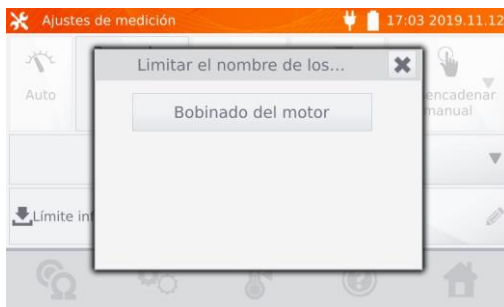 Ajustes de medición
17:03 2019.11.12
Limitar el nombre de los...
Auto
encadenar
manual
Bobinado del motor
Límite